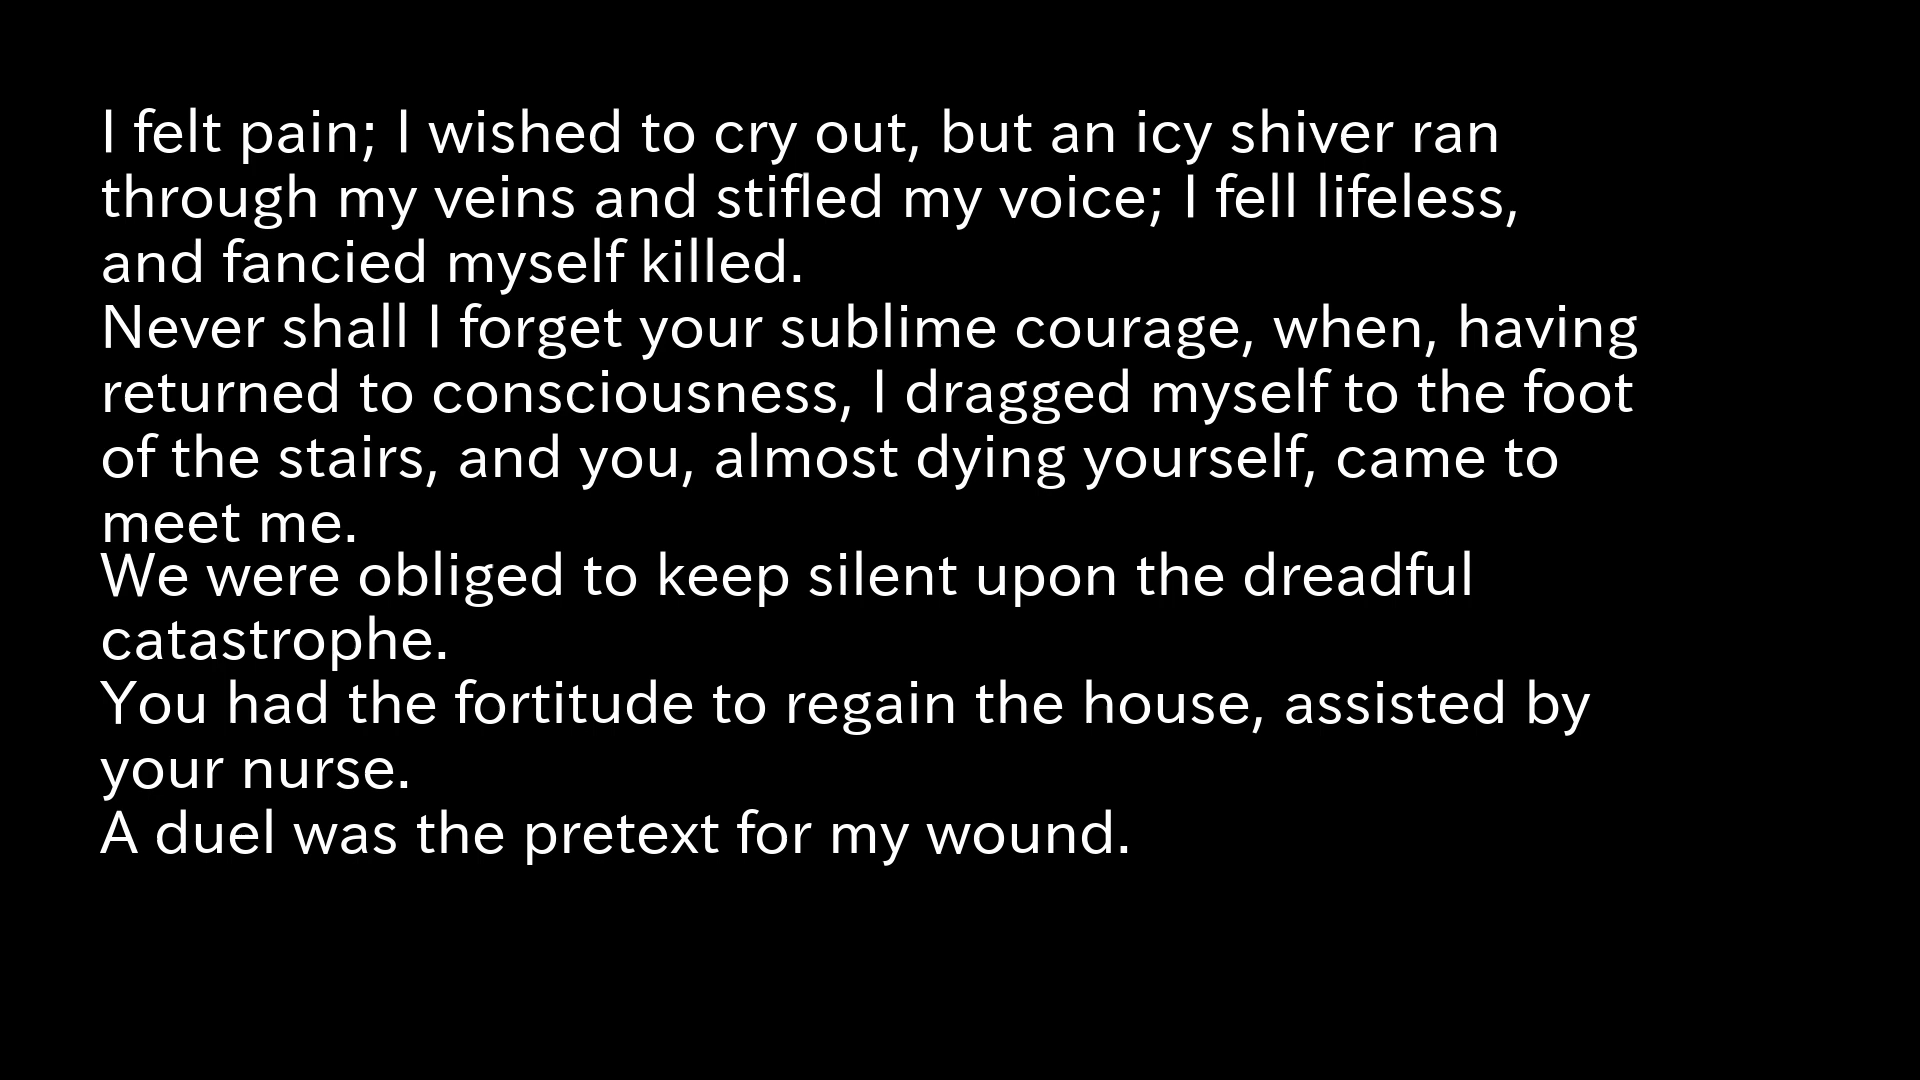 I felt pain; I wished to cry out, but an icy shiver ran
through my veins and stifled my voice; I fell lifeless,
and fancied myself killed.
Never shall I forget your sublime courage, when, having
returned to consciousness, I dragged myself to the foot
of the stairs, and you, almost dying yourself, came to
meet me.
We were obliged to keep silent upon the dreadful
catastrophe.
You had the fortitude to regain the house, assisted by
your nurse.
A duel was the pretext for my wound.